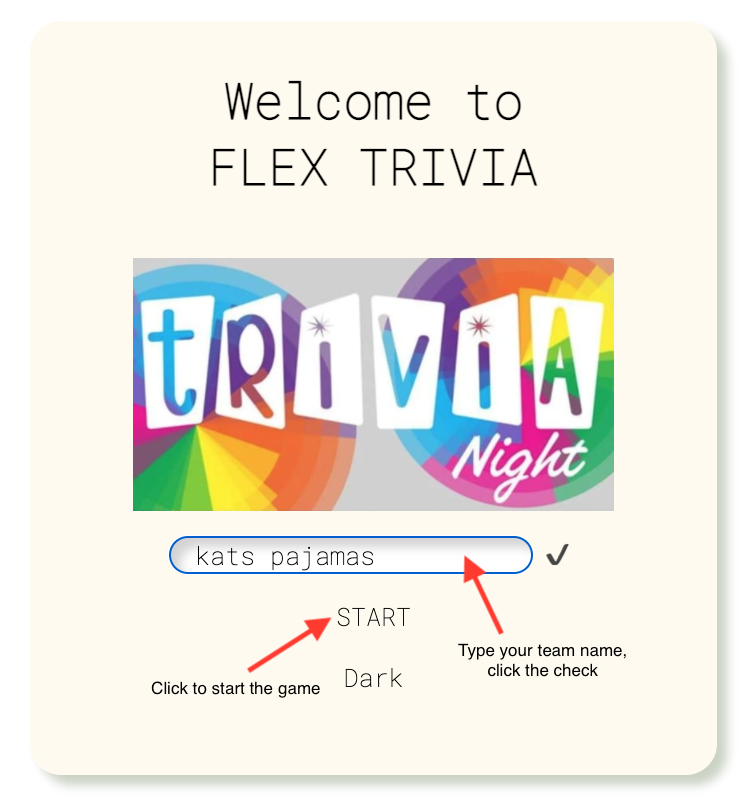 Welcome to
FLEX TRIVIA
tRiViA
Night
kats pajamas ✔
START
Type your team name,
click the check
Click to start the game
Dark